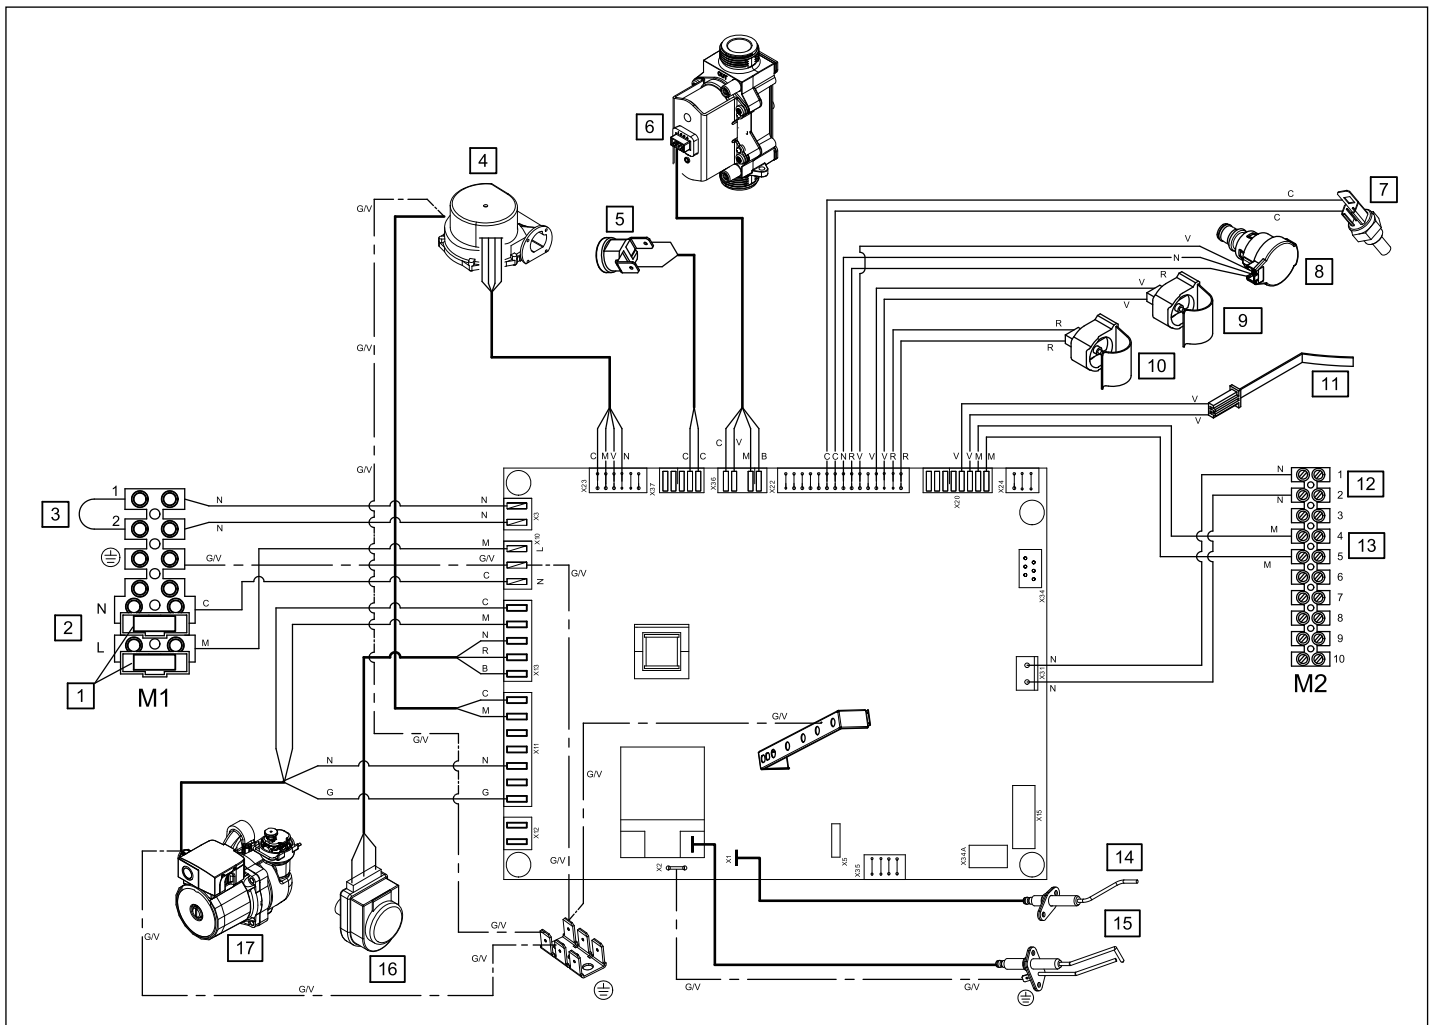 6
4
5
7
8
9
10
11
G/V
G/V
G/V
C
C
V
N
R
V
V
R
R
V
V
C M V N
C C
C V M B
C C N R V V V R R
V V M M
X23
X37
X36
X22
X20
X24
3
1
2
N
N
N
N
X3
M
X10
L
G/V
G/V
C
N
G/V
N
C
2
L
M
1
M1
C
M
N
R
B
X13
C
M
G/V
X11
N
N
G
G
X12
G/V
G/V
G/V
X34
X31
N
N
N
N
M
M
1
2
3
4
5
6
7
8
9
10
12
13
M2
X2
X1
X5
X35
X34A
X15
14
15
G/V
G/V
17
16
G/V
G/V
G/V
G/V